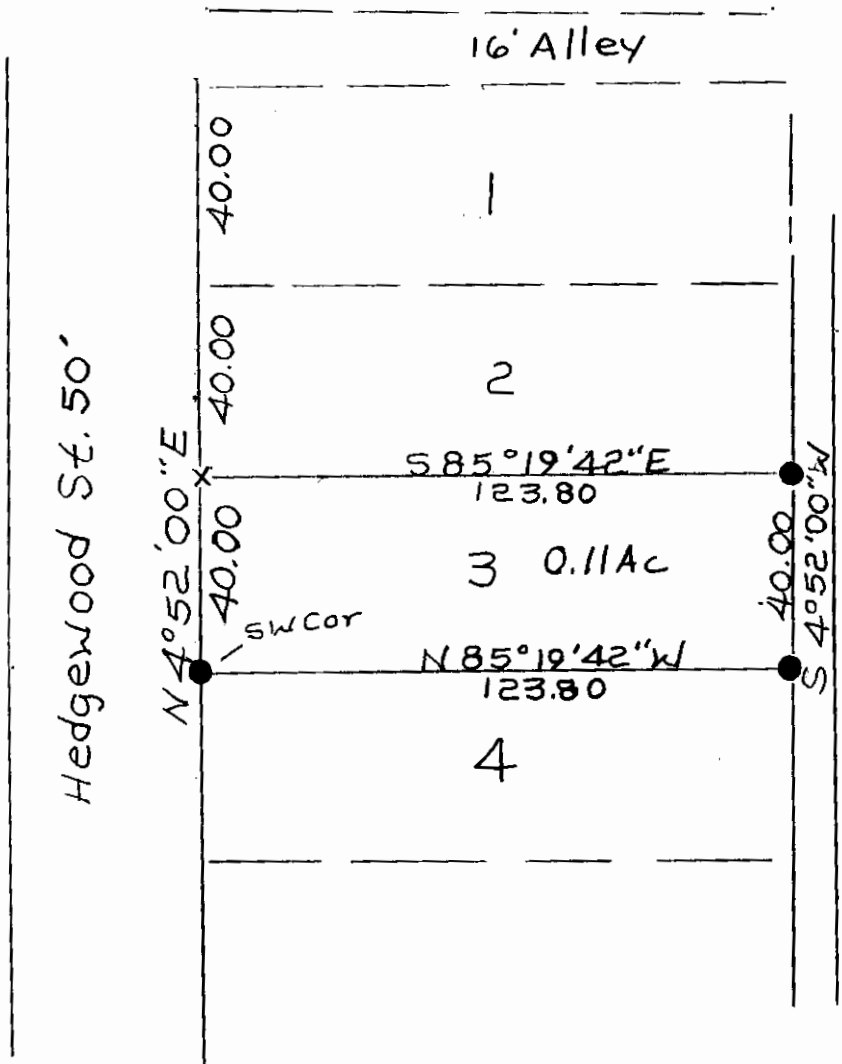 16' Alley
40.00
1
Hedgewood St. 50'
40.00
2
N 4°52'00"E
S 85°19'42"E
123.80
S 4°52'00"W
40.00
3 0.11Ac
40.00
SW Cor
N 85°19'42"W
123.80
4